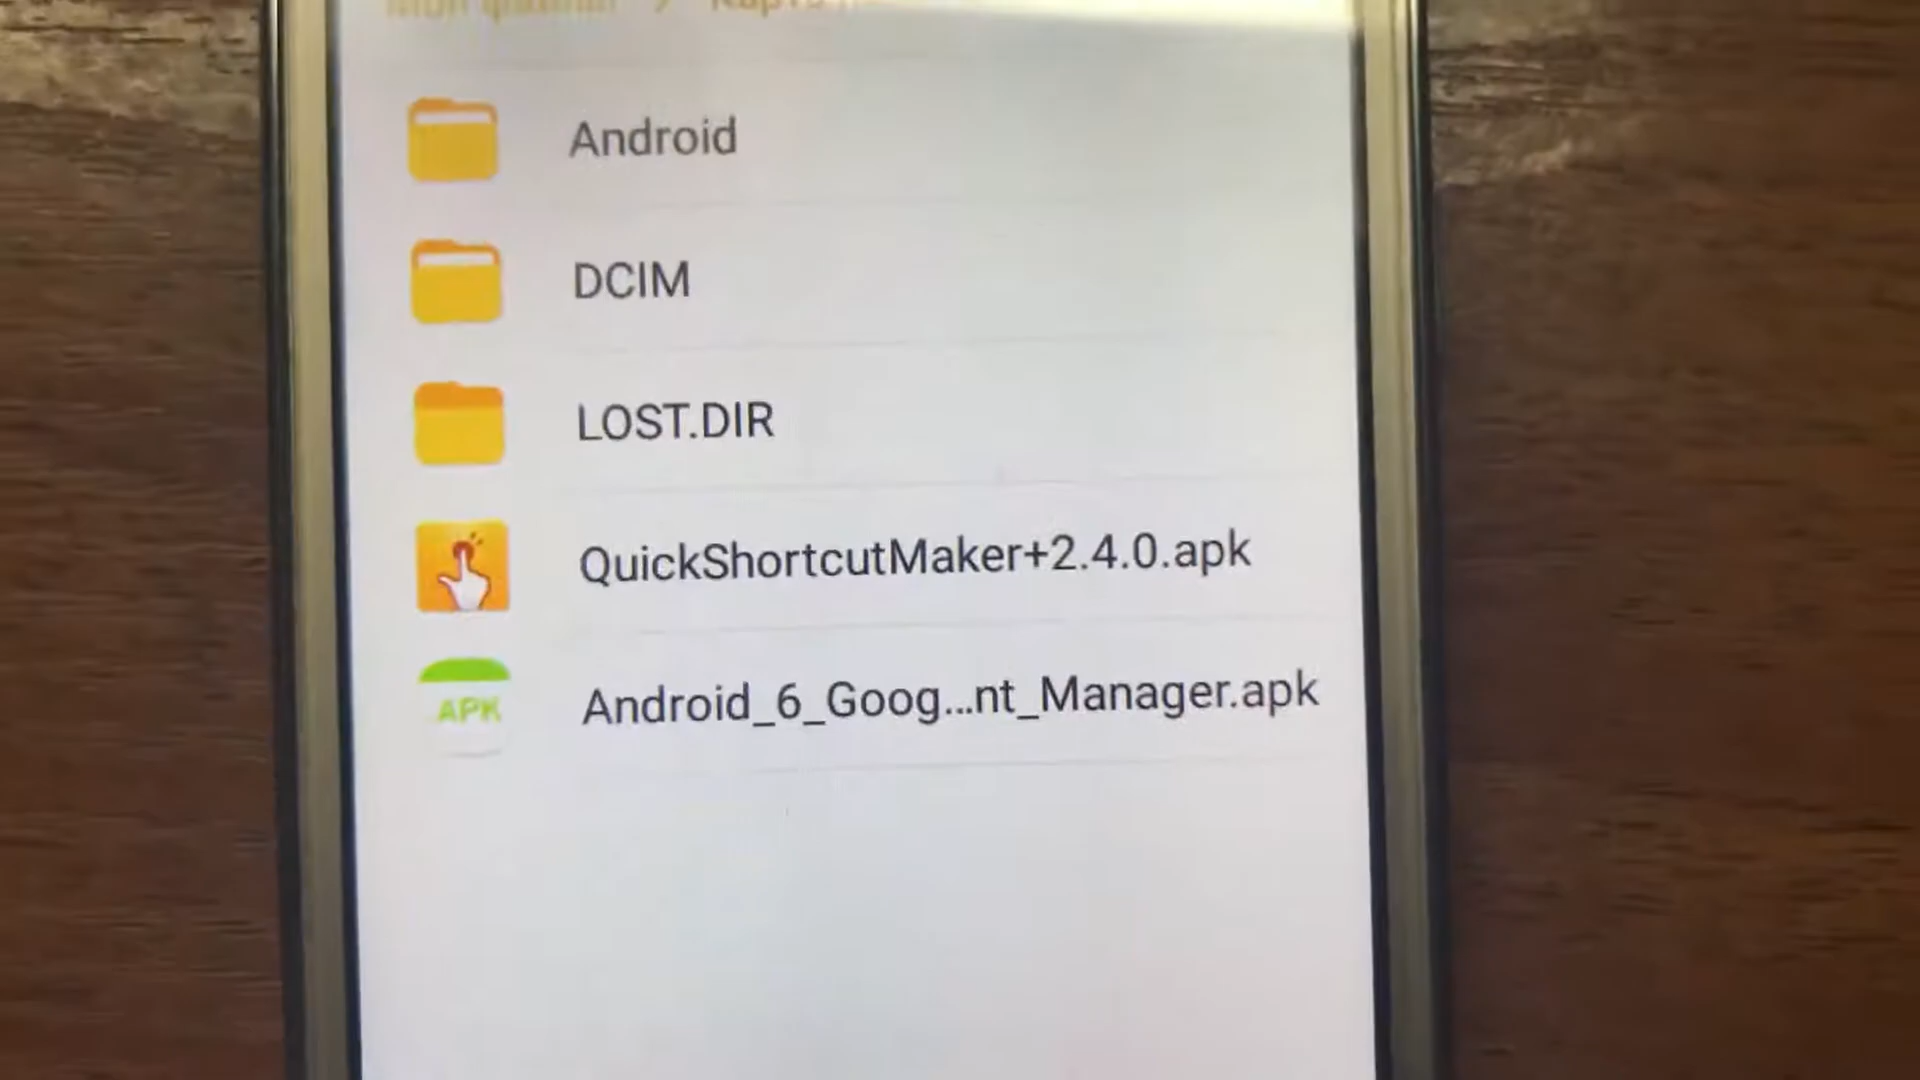 Android
DCIM
LOST.DIR
QuickShortcutMaker+2.4.0.apk
APK
Android_6_Goog...nt_Manager.apk